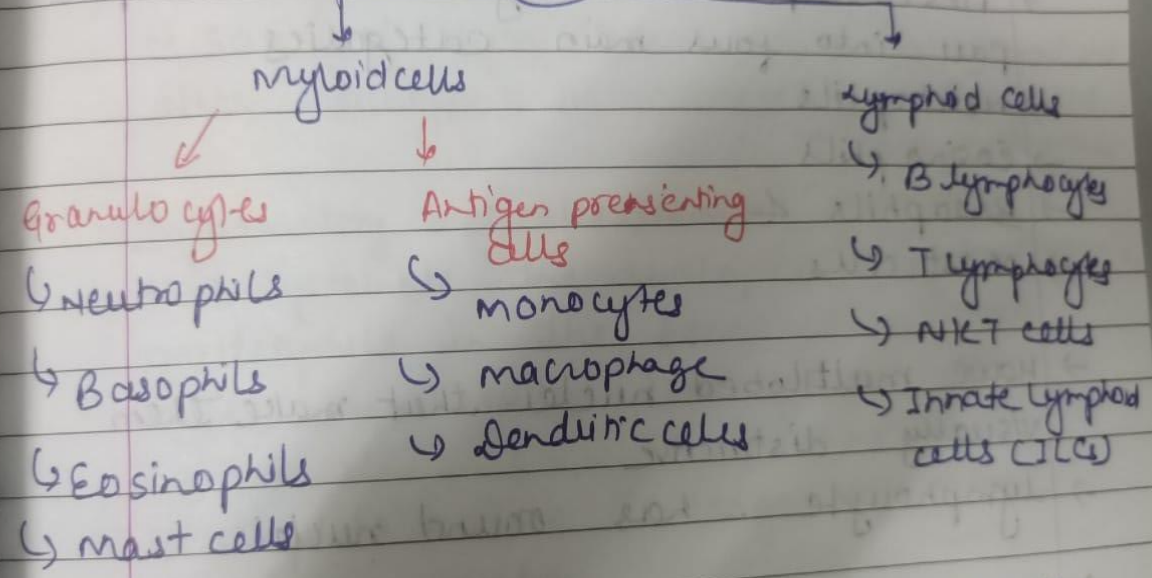 Myloid cells
Granulocytes
↳ Neutrophils
↳ Basophils
↳ Eosinophils
↳ Mast cells
Antigen prensenting
Cells
↳ monocytes
↳ macrophage
↳ Dendritic cells
Lymphoid cells
↳ B lymphocytes
↳ T lymphocytes
↳ NKT cells
↳ Innate Lymphoid
cells (ILCs)